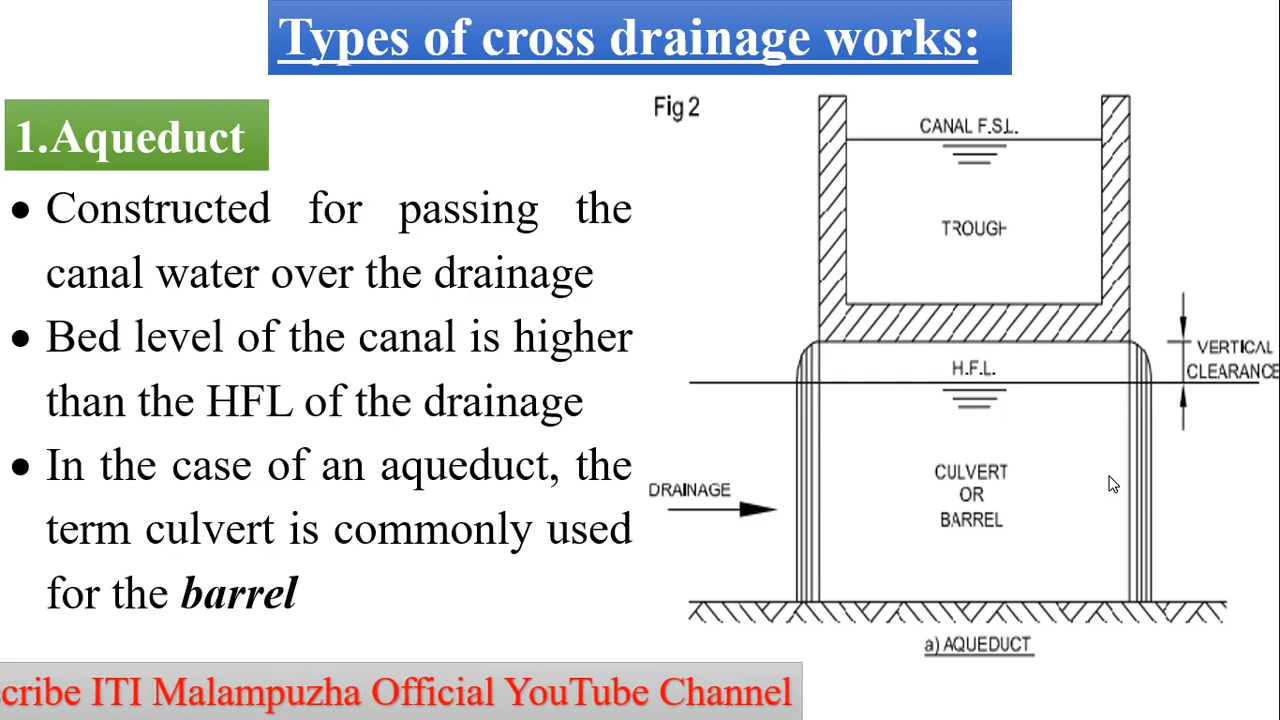 Types of cross drainage works:
1.Aqueduct
• Constructed for passing the
canal water over the drainage
• Bed level of the canal is higher
than the HFL of the drainage
• In the case of an aqueduct, the
term culvert is commonly used
for the barrel
Fig 2
CANAL F.S.L.
TROUGH
VERTICAL
CLEARANCE
H.F.L.
CULVERT
OR
BARREL
DRAINAGE
a) AQUEDUCT
cribe ITI Malampuzha Official YouTube Channel